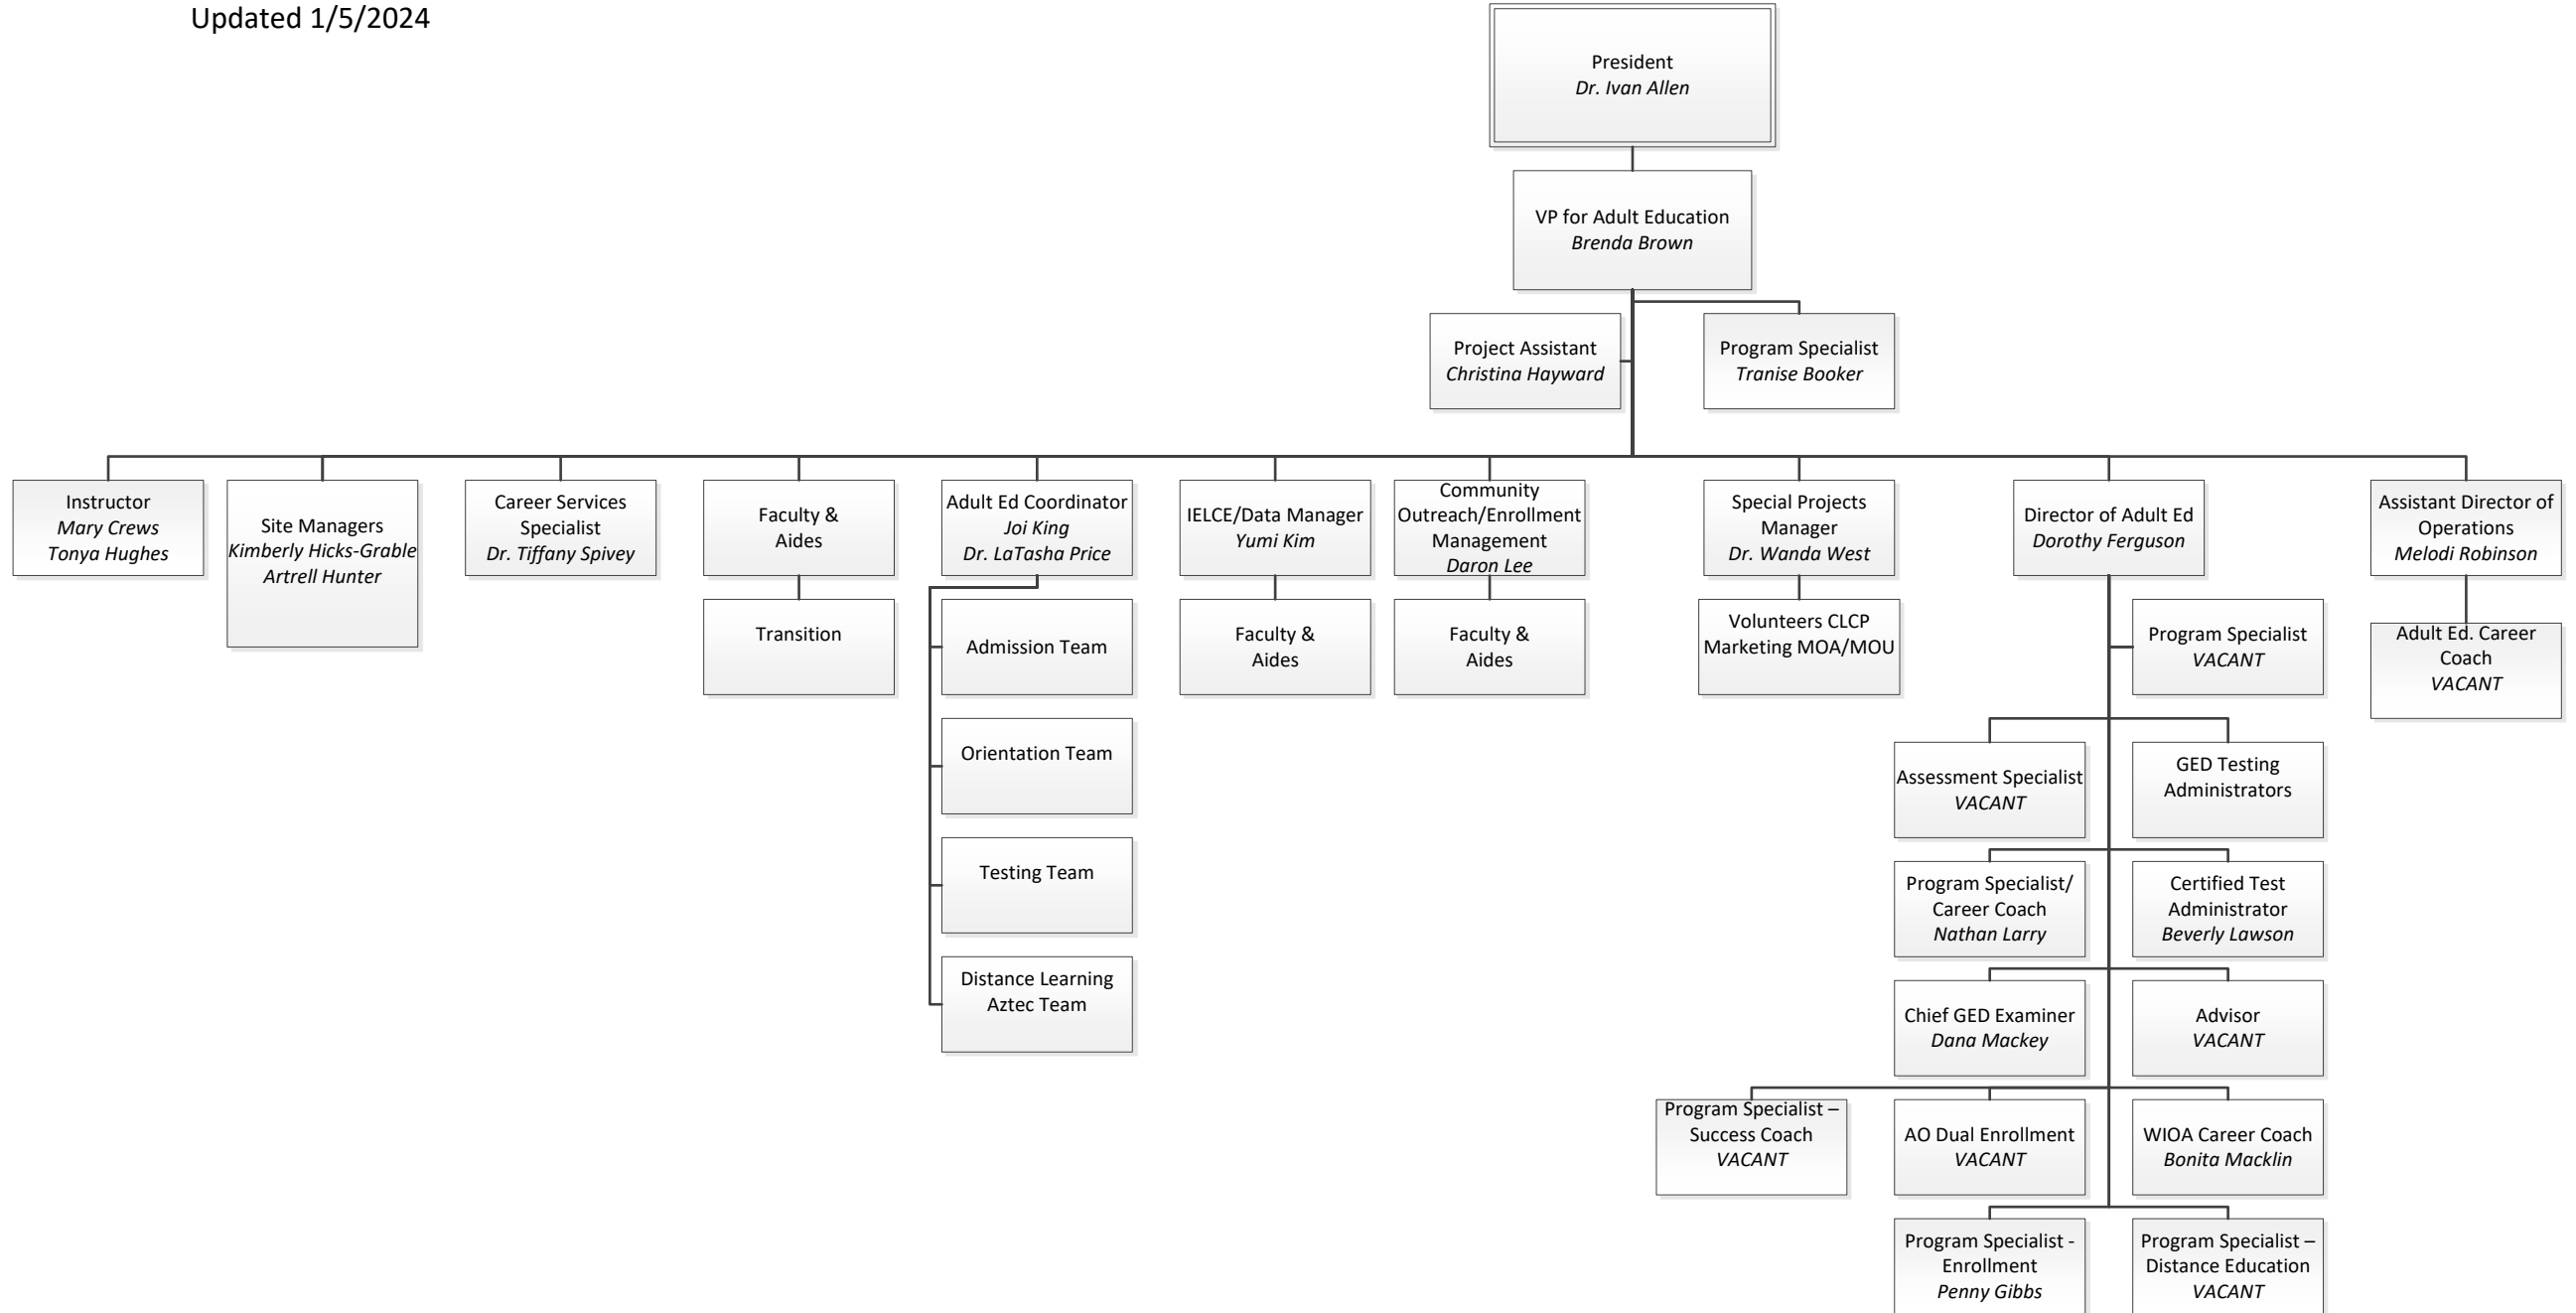 Updated 1/5/2024
President
Dr. Ivan Allen
VP for Adult Education
Brenda Brown
Project Assistant
Christina Hayward
Program Specialist
Tranise Booker
Instructor
Mary Crews
Tonya Hughes
Site Managers
Kimberly Hicks-Grable
Artrell Hunter
Career Services
Specialist
Dr. Tiffany Spivey
Faculty &
Aides
Adult Ed Coordinator
Joi King
Dr. LaTasha Price
IELCE/Data Manager
Yumi Kim
Community
Outreach/Enrollment
Management
Daron Lee
Special Projects
Manager
Dr. Wanda West
Director of Adult Ed
Dorothy Ferguson
Assistant Director of
Operations
Melodi Robinson
Transition
Admission Team
Faculty &
Aides
Faculty &
Aides
Volunteers CLCP
Marketing MOA/MOU
Program Specialist
VACANT
Adult Ed. Career
Coach
VACANT
Orientation Team
Assessment Specialist
VACANT
GED Testing
Administrators
Testing Team
Program Specialist/
Career Coach
Nathan Larry
Certified Test
Administrator
Beverly Lawson
Distance Learning
Aztec Team
Chief GED Examiner
Dana Mackey
Advisor
VACANT
Program Specialist –
Success Coach
VACANT
AO Dual Enrollment
VACANT
WIOA Career Coach
Bonita Macklin
Program Specialist -
Enrollment
Penny Gibbs
Program Specialist –
Distance Education
VACANT